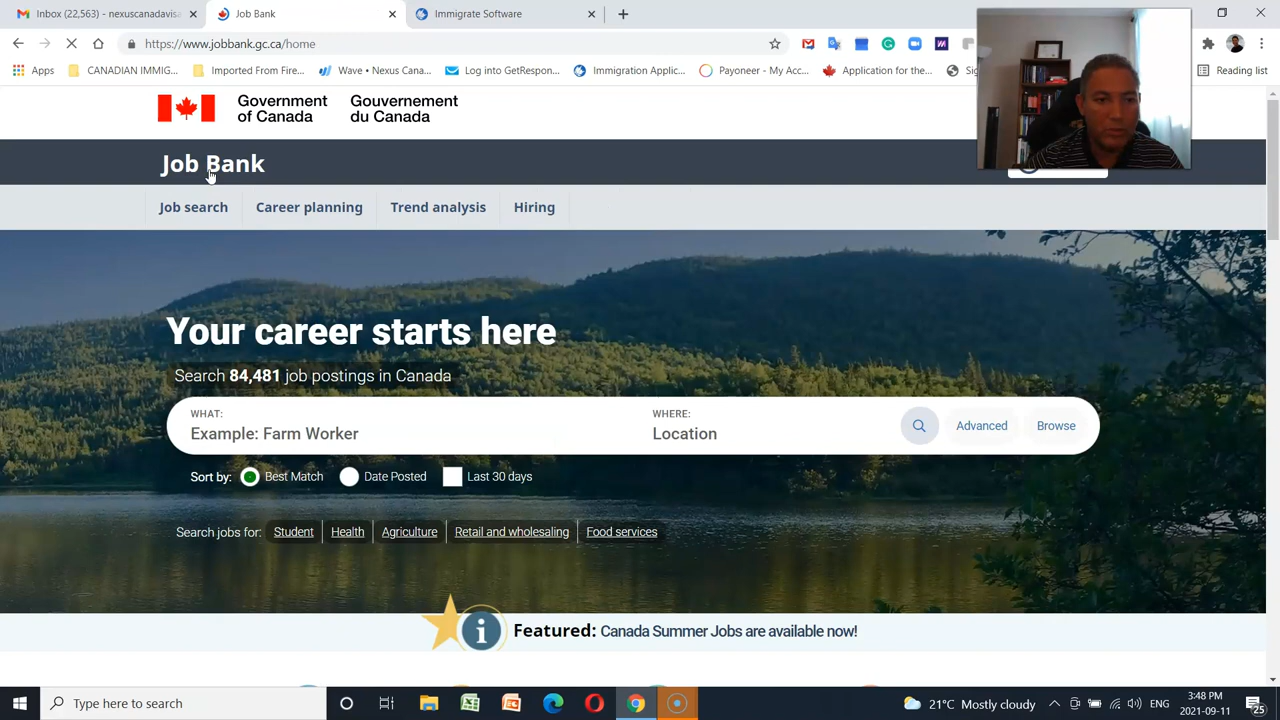 Inbox (22,563) - nexuscanadavisa
Job Bank
Immigrate Software
https://www.jobbank.gc.ca/home
Apps
CANADIAN IMMIG...
Imported From Fire...
Wave • Nexus Cana...
Log into GetRespon...
Immigration Applic...
Payoneer - My Acc...
Application for the...
Reading list
Government
of Canada
Gouvernement
du Canada
Job Bank
Job search
Career planning
Trend analysis
Hiring
Your career starts here
Search 84,481 job postings in Canada
WHAT:
Example: Farm Worker
WHERE:
Location
Advanced
Browse
Sort by:
Best Match
Date Posted
Last 30 days
Search jobs for:
Student
Health
Agriculture
Retail and wholesaling
Food services
Featured: Canada Summer Jobs are available now!
Type here to search
21°C Mostly cloudy
ENG
3:48 PM
2021-09-11
25